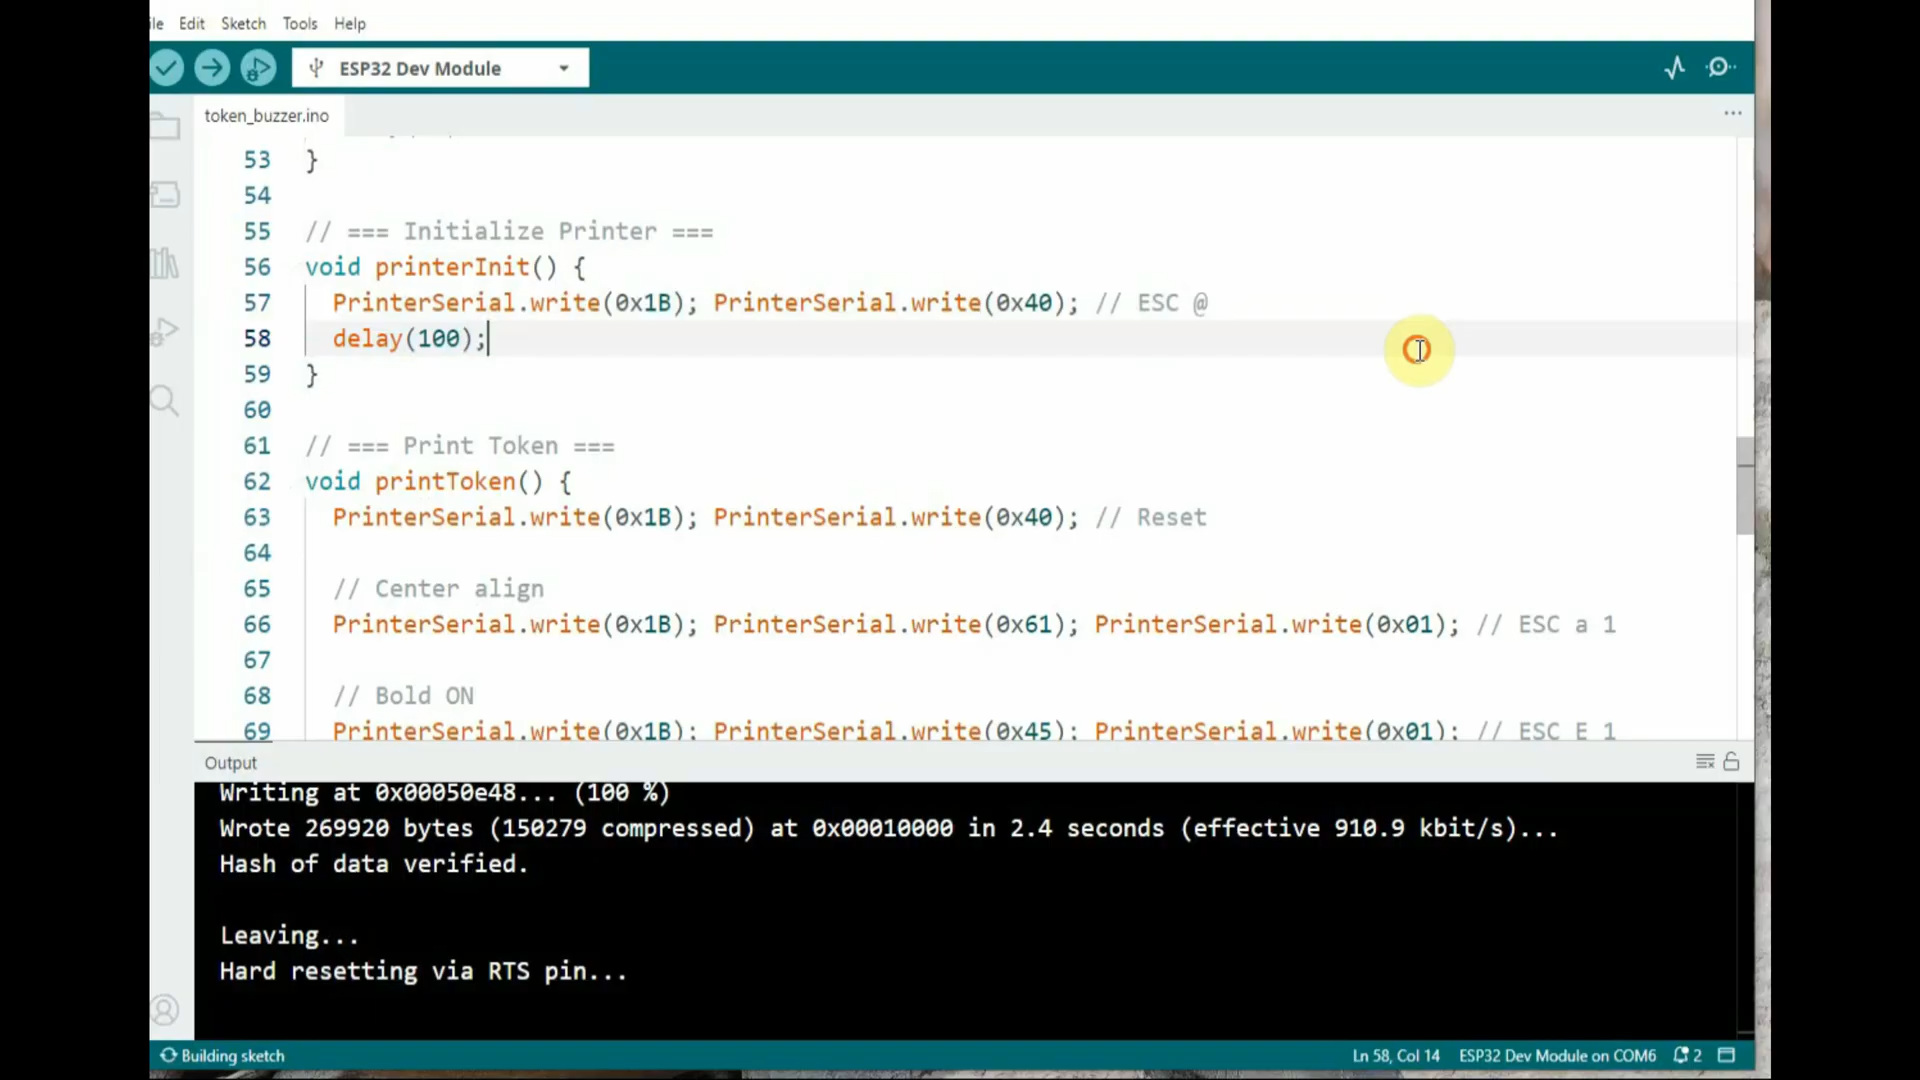 ile Edit Sketch Tools Help
ESP32 Dev Module
token_buzzer.ino
53 }
54
55 // === Initialize Printer ===
56 void printerInit() {
57 PrinterSerial.write(0x1B); PrinterSerial.write(0x40); // ESC @
58 delay(100);
59 }
60
61 // === Print Token ===
62 void printToken() {
63 PrinterSerial.write(0x1B); PrinterSerial.write(0x40); // Reset
64
65 // Center align
66 PrinterSerial.write(0x1B); PrinterSerial.write(0x61); PrinterSerial.write(0x01); // ESC a 1
67
68 // Bold ON
69 PrinterSerial.write(0x1B); PrinterSerial.write(0x45); PrinterSerial.write(0x01); // ESC E 1
Output
Writing at 0x00050e48... (100 %)
Wrote 269920 bytes (150279 compressed) at 0x00010000 in 2.4 seconds (effective 910.9 kbit/s)...
Hash of data verified.
Leaving...
Hard resetting via RTS pin...
Building sketch Ln 58, Col 14 ESP32 Dev Module on COM6 2